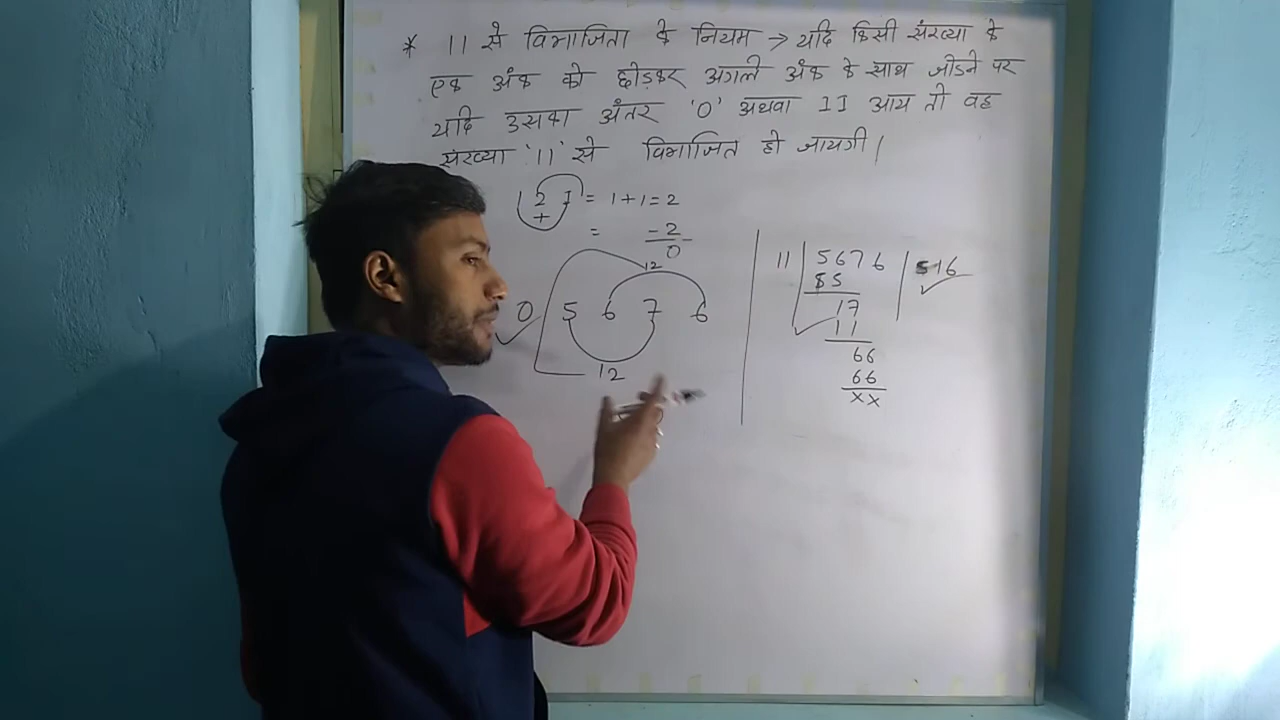 * 11 से विभाजिता के नियम → यदि किसी संख्या के
एक अंक को छोड़कर अगले अंक के साथ जोडने पर
यदि उसका अंतर '0' अथवा 11 आय तो वह
संख्या '11' से विभाजित हो जायगी |
1 2 1 = 1+1=2
+
= -2
0
12
0 5 6 7 6
12
11 5676 516
55
17
11
66
66
x x